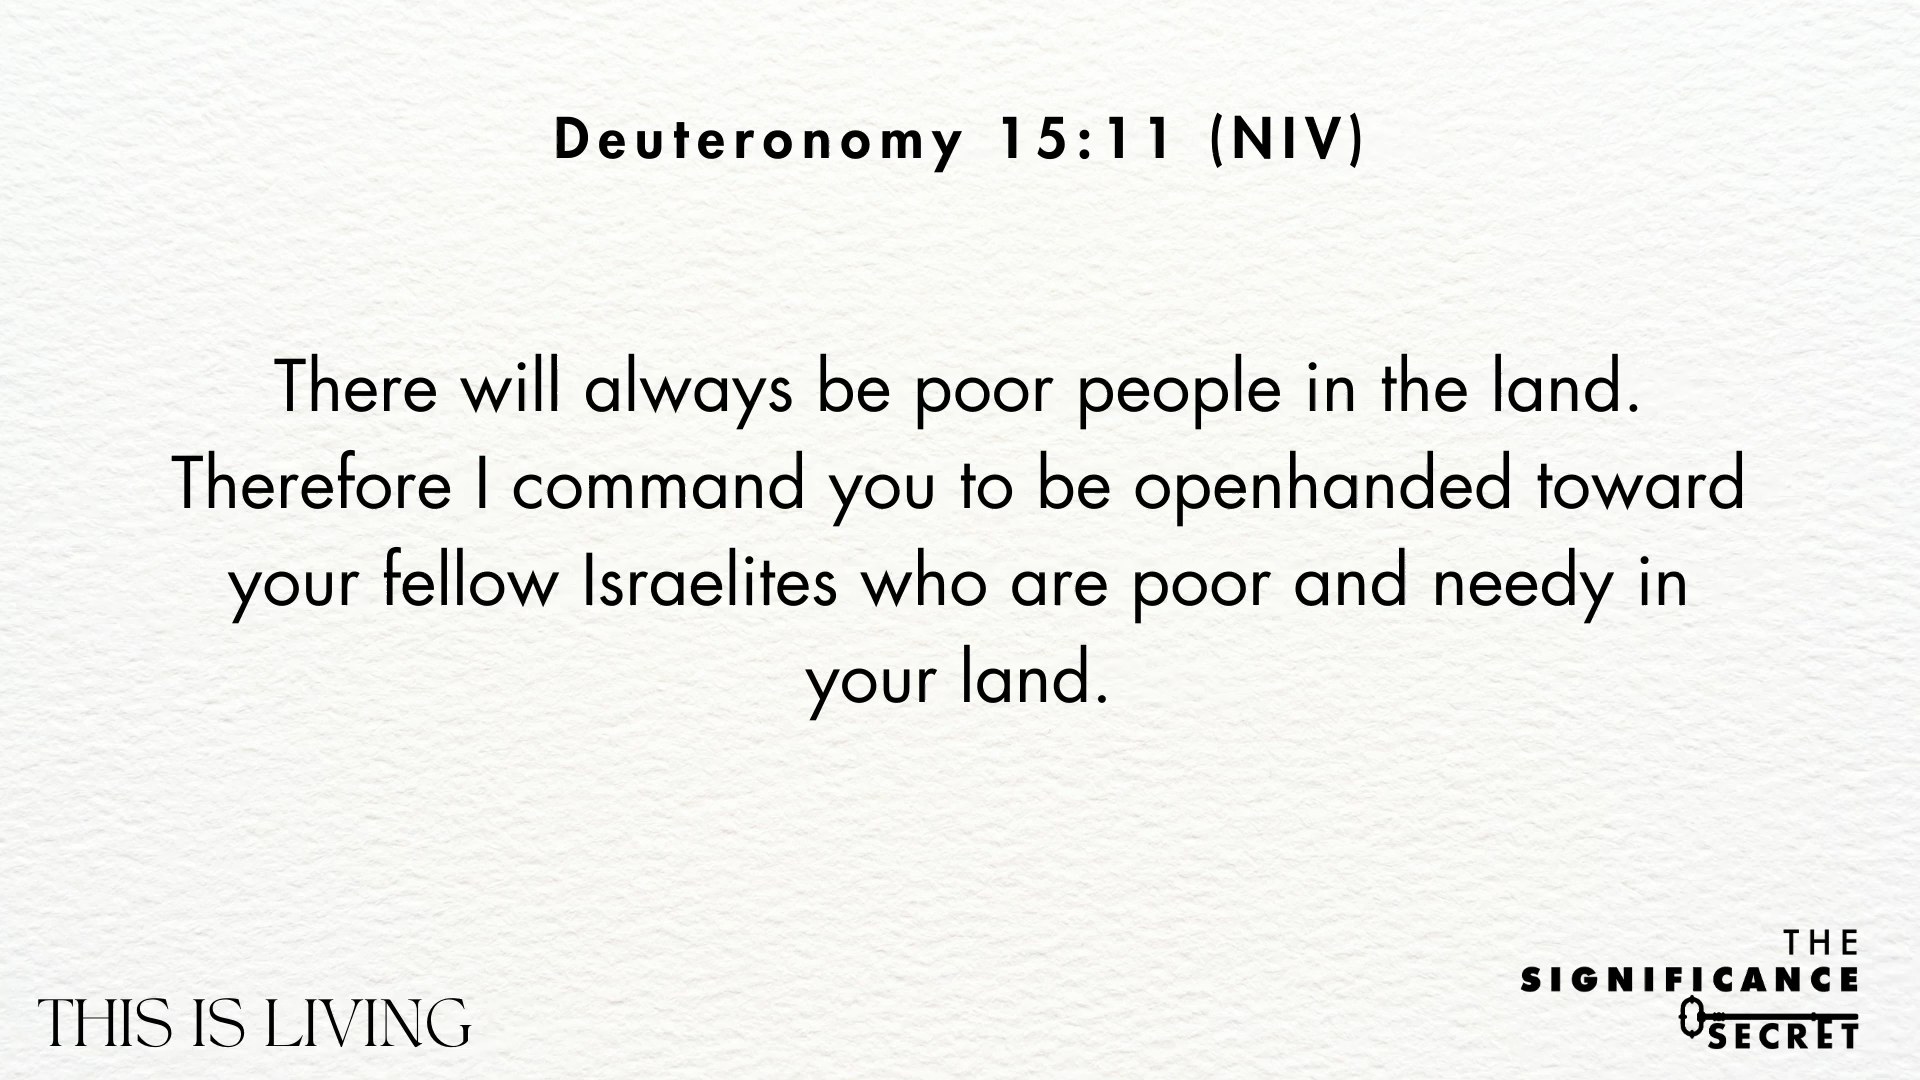 Deuteronomy 15:11 (NIV)
There will always be poor people in the land.
Therefore I command you to be openhanded toward
your fellow Israelites who are poor and needy in
your land.
THIS IS LIVING
THE
SIGNIFICANCE
SECRET